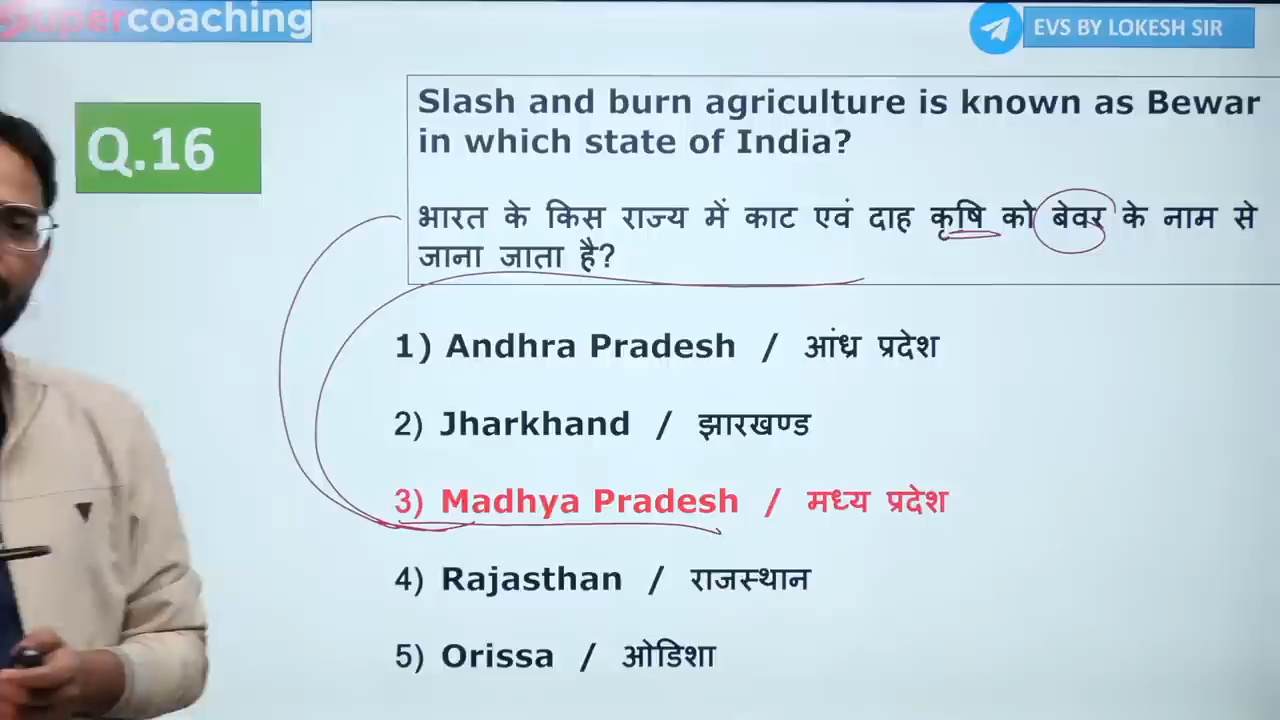 Supercoaching
EVS BY LOKESH SIR
Q.16
Slash and burn agriculture is known as Bewar
in which state of India?
भारत के किस राज्य में काट एवं दाह कृषि को बेवर के नाम से
जाना जाता है?
1) Andhra Pradesh / आंध्र प्रदेश
2) Jharkhand / झारखण्ड
3) Madhya Pradesh / मध्य प्रदेश
4) Rajasthan / राजस्थान
5) Orissa / ओडिशा